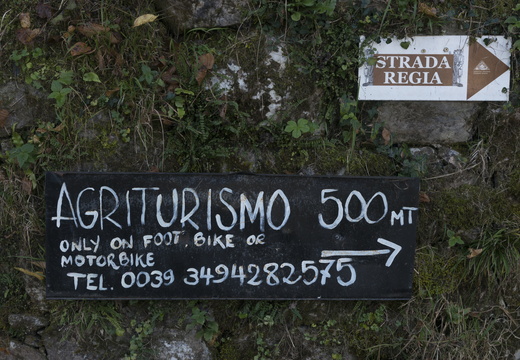 STRADA
REGIA
AGRITURISMO 500 MT
ONLY ON FOOT, BIKE OR
MOTORBIKE
TEL. 0039 3494282575